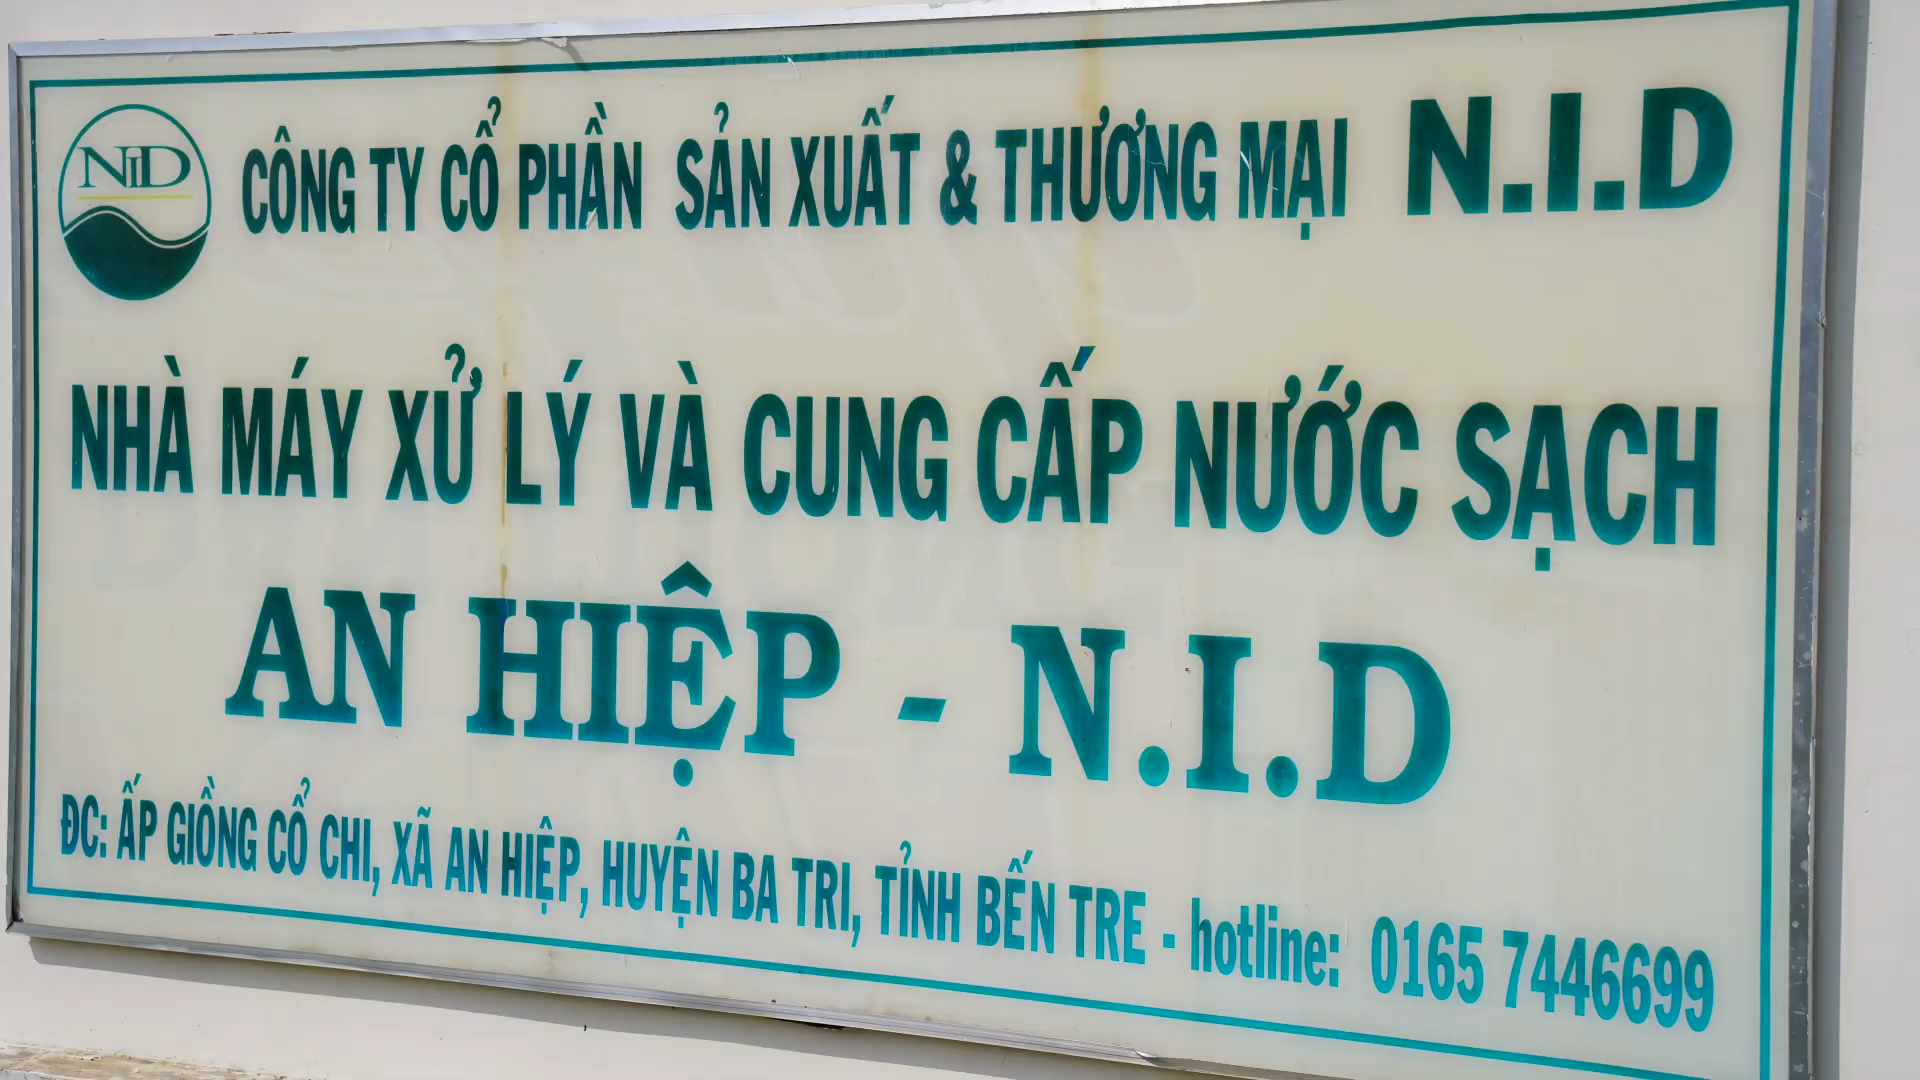 NID
CÔNG TY CỔ PHẦN SẢN XUẤT & THƯƠNG MẠI N.I.D
NHÀ MÁY XỬ LÝ VÀ CUNG CẤP NƯỚC SẠCH
AN HIỆP - N.I.D
ĐC: ẤP GIỒNG CỔ CHI, XÃ AN HIỆP, HUYỆN BA TRI, TỈNH BẾN TRE - hotline: 0165 7446699